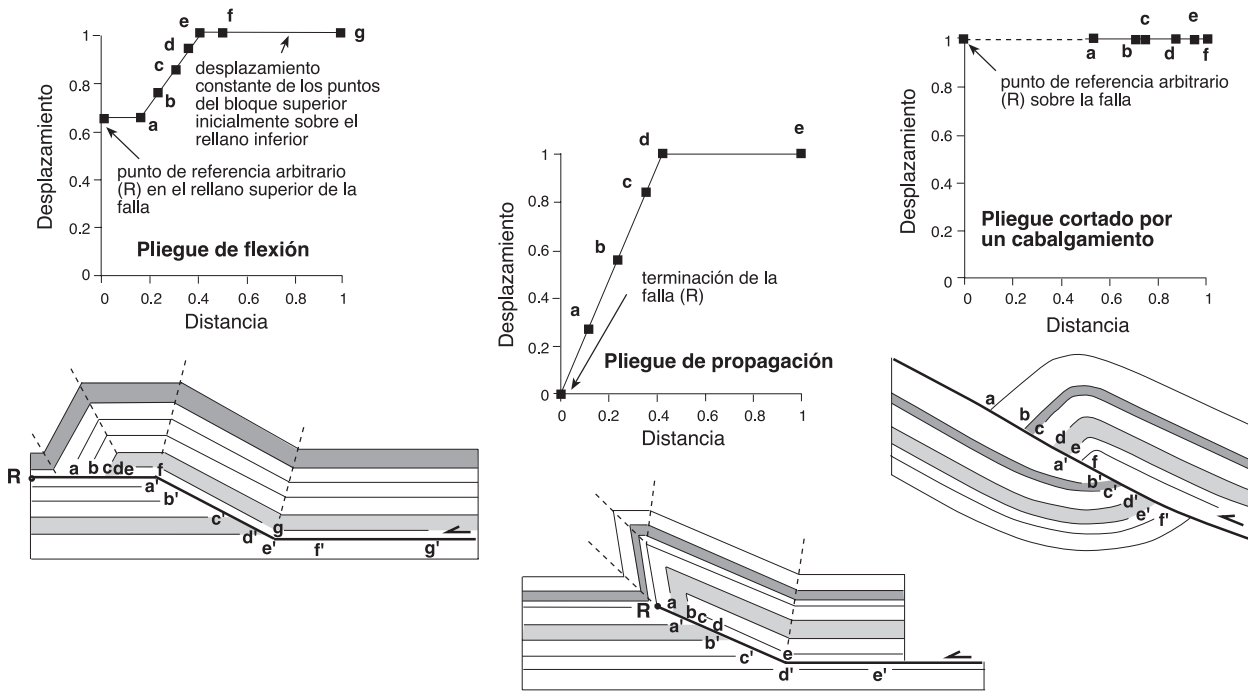 Desplazamiento
1
0.8
0.6
0.4
0.2
0
0
0.2
0.4
0.6
0.8
1
Distancia
a
b
c
d
e
f
g
desplazamiento
constante de los puntos
del bloque superior
inicialmente sobre el
rellano inferior
punto de referencia arbitrario
(R) en el rellano superior de la
falla
Pliegue de flexión
R
a b c d e f
a'
b'
c'
d'
e'
f'
g
g'
Desplazamiento
1
0.8
0.6
0.4
0,2
0
0
0.2
0.4
0.6
0.8
1
Distancia
a
b
c
d
e
terminación de la
falla (R)
Pliegue de propagación
R
a
b
c
d
e
a'
b'
c'
d'
e'
Desplazamiento
1
0.8
0.6
0.4
0.2
1
0
0.2
0.4
0.6
0.8
1
Distancia
a
b
c
d
e
f
punto de referencia arbitrario
(R) sobre la falla
Pliegue cortado por
un cabalgamiento
a
b
c
d
e
f
a'
b'
c'
d'
e'
f'